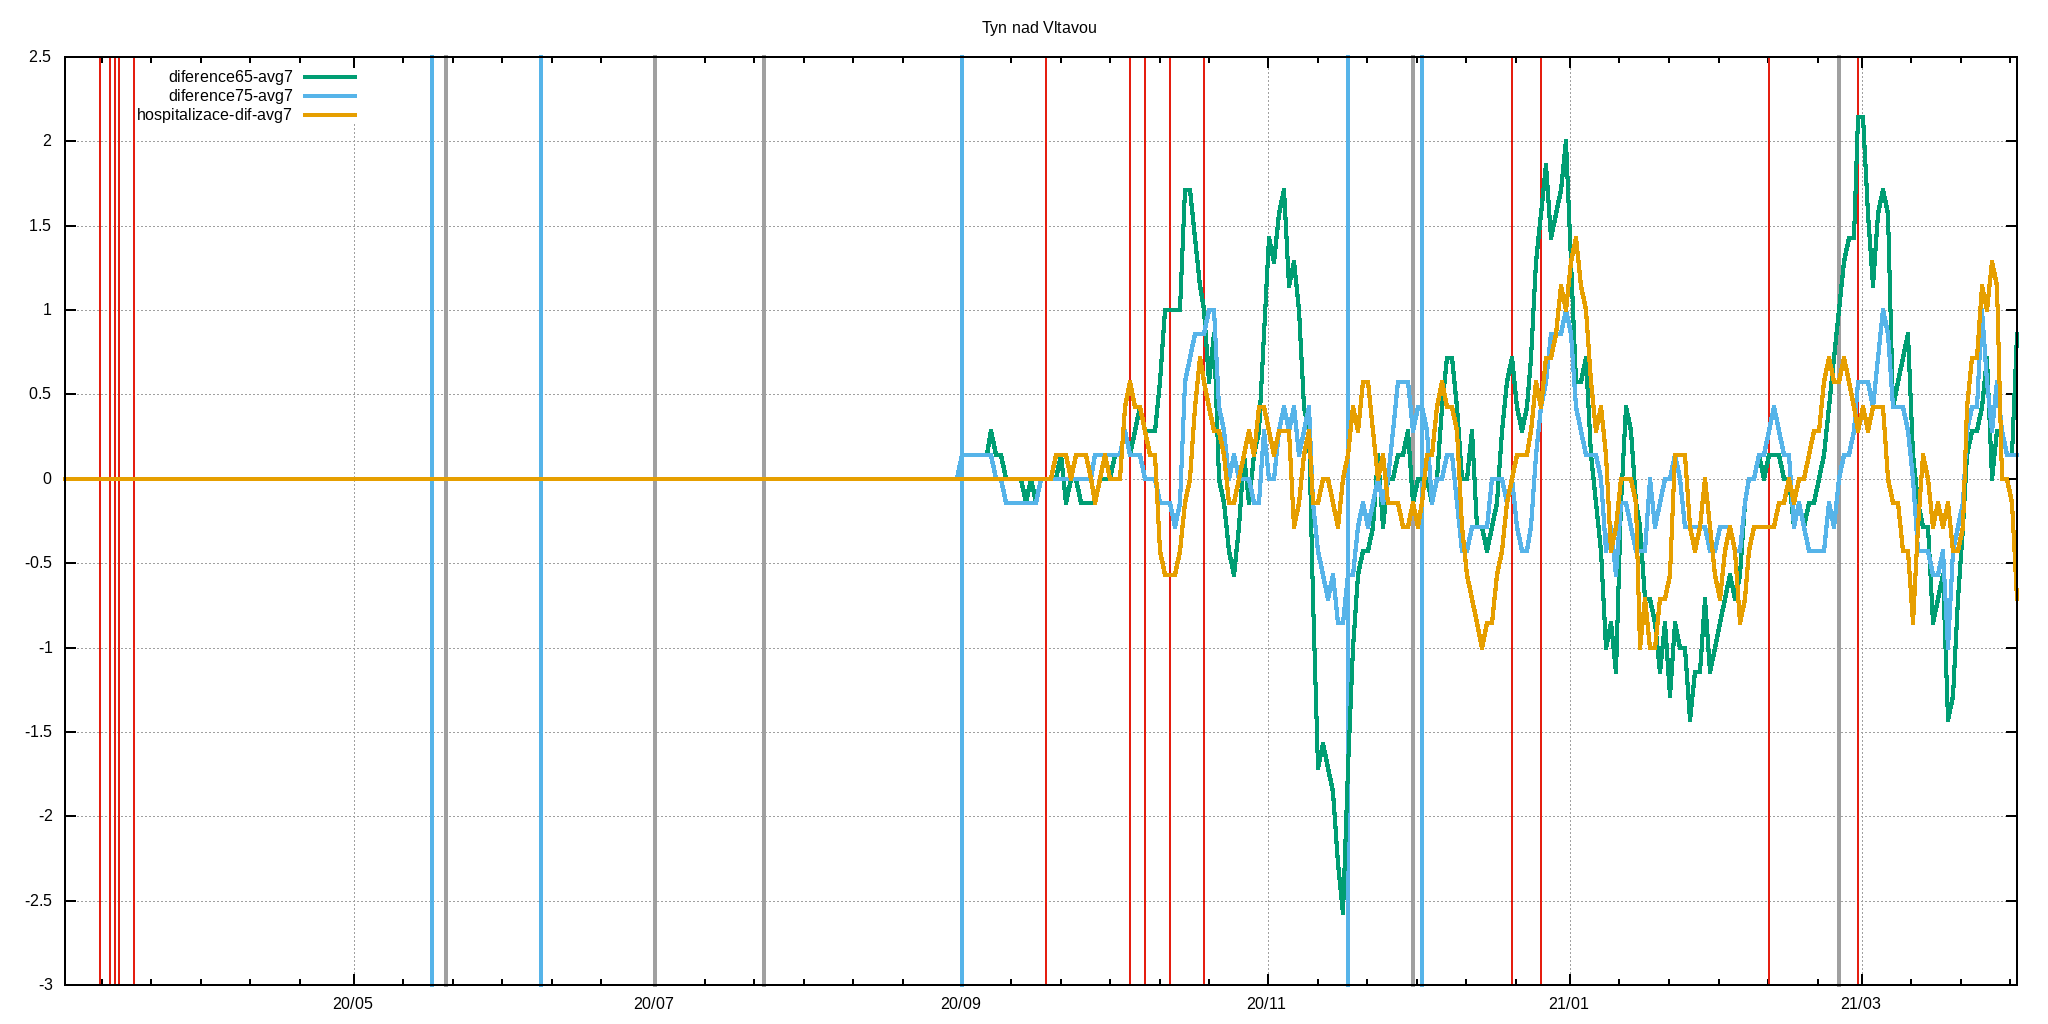 Tyn nad Vltavou
2.5
diference65-avg7
diference75-avg7
hospitalizace-dif-avg7
2
1.5
1
0.5
0
-0.5
-1
-1.5
-2
-2.5
-3
20/05 20/07 20/09 20/11 21/01 21/03